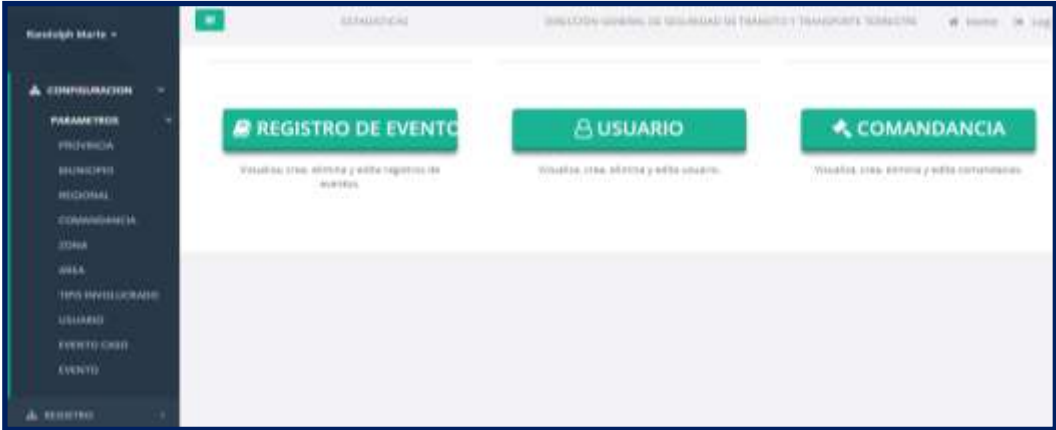 Randolph Marte
ESTADISTICAS
DIRECCIÓN GENERAL DE SEGURIDAD DE TRÁNSITO Y TRANSPORTE TERRESTRE
Home
Log
CONFIGURACION
PARAMETROS
PROVINCIA
MUNICIPIO
REGIONAL
COMANDANCIA
ZONA
AREA
TIPO INVOLUCRADO
USUARIO
EVENTO CASO
EVENTO
REGISTRO
REGISTRO DE EVENTO
Visualiza, crea, elimina y edita registros de
eventos.
USUARIO
Visualiza, crea, elimina y edita usuario.
COMANDANCIA
Visualiza, crea, elimina y edita comandancias.